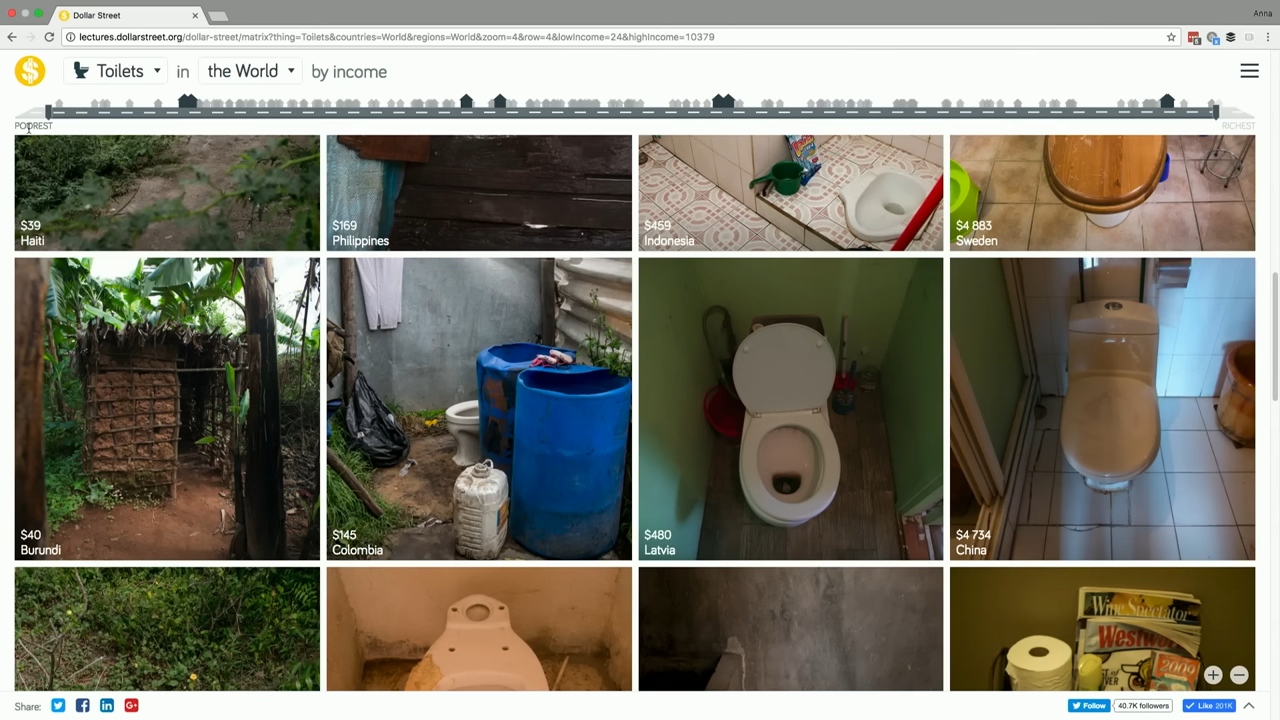 Dollar Street
Anna
lectures.dollarstreet.org/dollar-street/matrix?thing=Toilets&countries=World&regions=World&zoom=4&row=4&lowIncome=24&highIncome=10379
$ Toilets in the World by income
POOREST
RICHEST
$39
Haiti
$169
Philippines
$459
Indonesia
$4 883
Sweden
$40
Burundi
$145
Colombia
$480
Latvia
$4 734
China
Wine Spectator
2009
Share:
Follow
40.7K followers
Like 201K